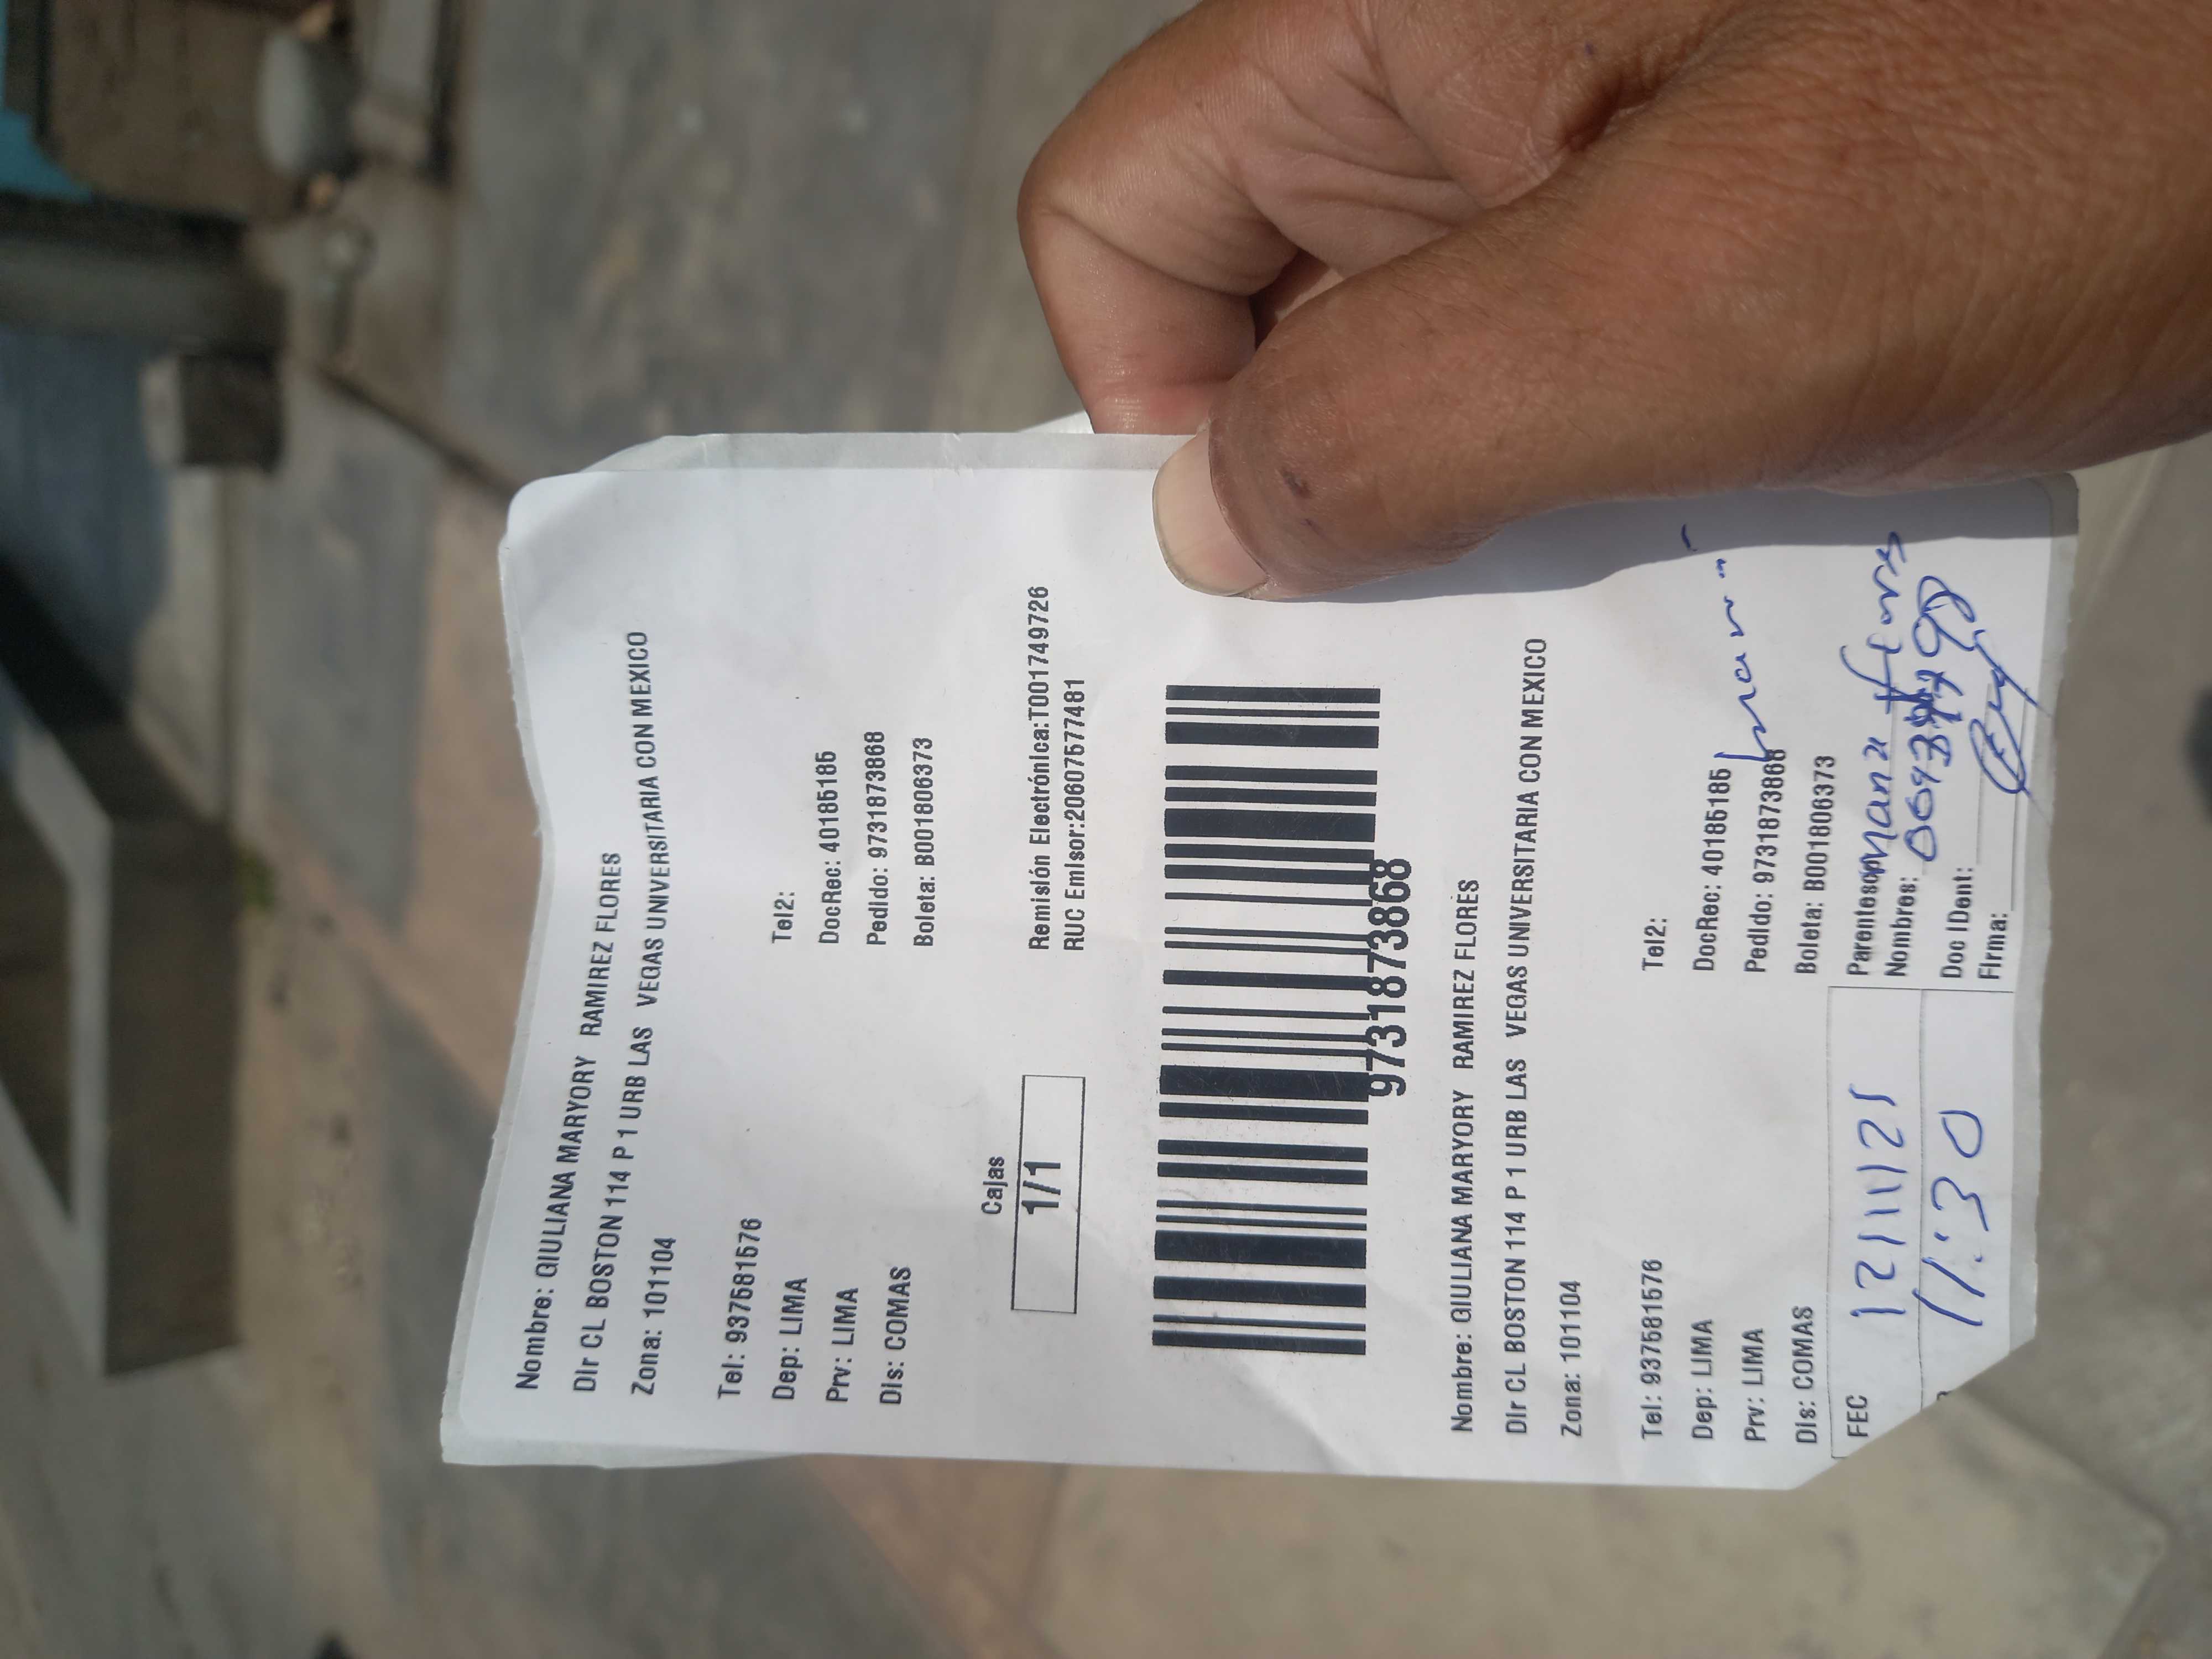 Nombre: GIULIANA MARYORY RAMIREZ FLORES
Dir CL BOSTON 114 P 1 URB LAS VEGAS UNIVERSITARIA CON MEXICO
Zona: 101104
Tel: 937581576 Tel2:
Dep: LIMA DocRec: 40185185
Prv: LIMA Pedido: 97318738​68
Dis: COMAS Boleta: B001806373
Cajas
1/1
Remisión Electrónica:T001749726
RUC Emisor:20607577481
9731873868
Nombre: GIULIANA MARYORY RAMIREZ FLORES
Dir CL BOSTON 114 P 1 URB LAS VEGAS UNIVERSITARIA CON MEXICO
Zona: 101104
Tel: 937581576 Tel2:
Dep: LIMA DocRec: 40185185
Prv: LIMA Pedido: 9731873868
Dis: COMAS Boleta: B001806373
FEC 12/11/25 Parentesco
11:30 Nombres:
Doc IDent:
Firma: